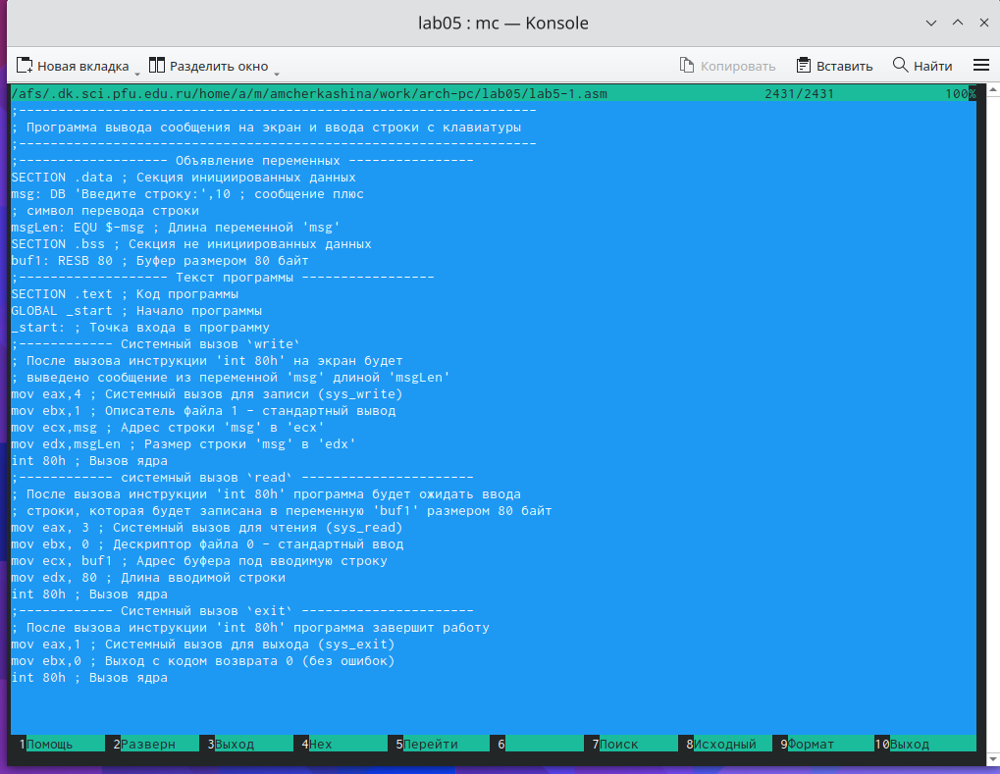 lab05 : mc — Konsole
Новая вкладка Разделить окно Копировать Вставить Найти
/afs/.dk.sci.pfu.edu.ru/home/a/m/amcherkashina/work/arch-pc/lab05/lab5-1.asm 2431/2431 100%
;------------------------------------------------------------------
; Программа вывода сообщения на экран и ввода строки с клавиатуры
;------------------------------------------------------------------
;------------------- Объявление переменных ----------------
SECTION .data ; Секция инициированных данных
msg: DB 'Введите строку:',10 ; сообщение плюс
; символ перевода строки
msgLen: EQU $-msg ; Длина переменной 'msg'
SECTION .bss ; Секция не инициированных данных
buf1: RESB 80 ; Буфер размером 80 байт
;------------------- Текст программы -----------------
SECTION .text ; Код программы
GLOBAL _start ; Начало программы
_start: ; Точка входа в программу
;------------ Системный вызов `write`
; После вызова инструкции 'int 80h' на экран будет
; выведено сообщение из переменной 'msg' длиной 'msgLen'
mov eax,4 ; Системный вызов для записи (sys_write)
mov ebx,1 ; Описатель файла 1 - стандартный вывод
mov ecx,msg ; Адрес строки 'msg' в 'ecx'
mov edx,msgLen ; Размер строки 'msg' в 'edx'
int 80h ; Вызов ядра
;------------ системный вызов `read` ----------------------
; После вызова инструкции 'int 80h' программа будет ожидать ввода
; строки, которая будет записана в переменную 'buf1' размером 80 байт
mov eax, 3 ; Системный вызов для чтения (sys_read)
mov ebx, 0 ; Дескриптор файла 0 - стандартный ввод
mov ecx, buf1 ; Адрес буфера под вводимую строку
mov edx, 80 ; Длина вводимой строки
int 80h ; Вызов ядра
;------------ Системный вызов `exit` ----------------------
; После вызова инструкции 'int 80h' программа завершит работу
mov eax,1 ; Системный вызов для выхода (sys_exit)
mov ebx,0 ; Выход с кодом возврата 0 (без ошибок)
int 80h ; Вызов ядра
1Помощь 2Разверн 3Выход 4Hex 5Перейти 6 7Поиск 8Исходный 9Формат 10Выход